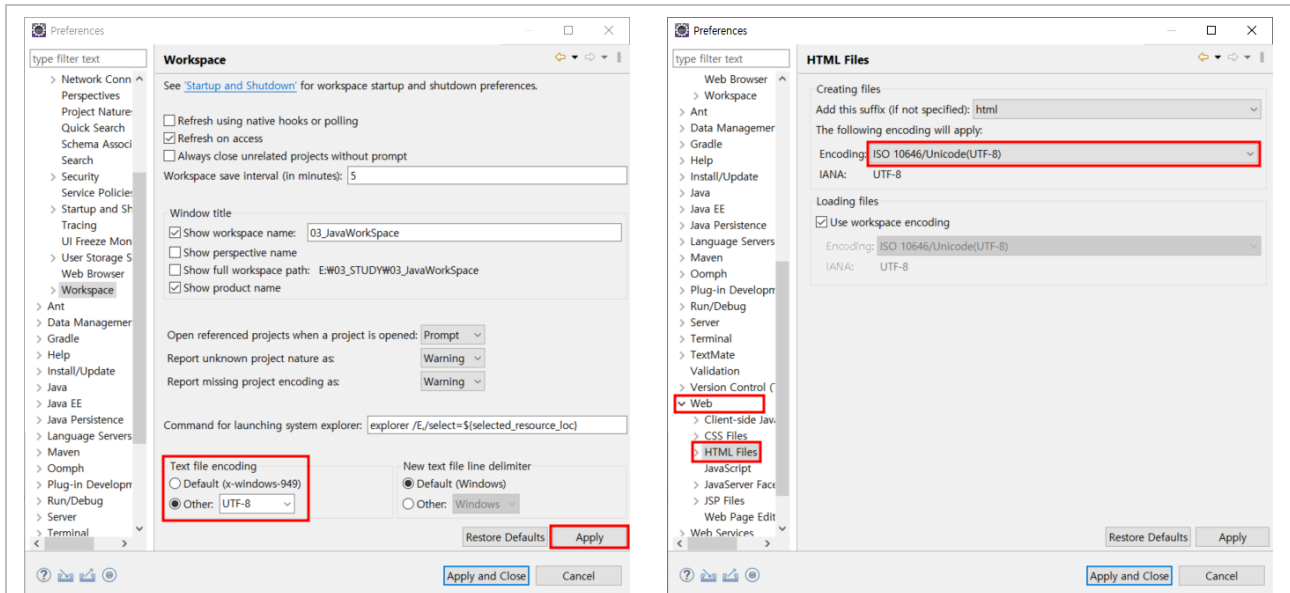 Preferences
type filter text
Network Conn
Perspectives
Project Nature
Quick Search
Schema Associ
Search
Security
Service Policie
Startup and Sh
Tracing
UI Freeze Mon
User Storage S
Web Browser
Workspace
Ant
Data Managemer
Gradle
Help
Install/Update
Java
Java EE
Java Persistence
Language Servers
Maven
Oomph
Plug-in Developm
Run/Debug
Server
Terminal
Workspace
See 'Startup and Shutdown' for workspace startup and shutdown preferences.
Refresh using native hooks or polling
Refresh on access
Always close unrelated projects without prompt
Workspace save interval (in minutes): 5
Window title
Show workspace name: 03_JavaWorkSpace
Show perspective name
Show full workspace path: E:₩03_STUDY₩03_JavaWorkSpace
Show product name
Open referenced projects when a project is opened: Prompt
Report unknown project nature as: Warning
Report missing project encoding as: Warning
Command for launching system explorer: explorer /E,/select=${selected_resource_loc}
Text file encoding
Default (x-windows-949)
Other: UTF-8
New text file line delimiter
Default (Windows)
Other: Windows
Restore Defaults Apply
Apply and Close Cancel
Preferences
type filter text
Web Browser
Workspace
Ant
Data Managemer
Gradle
Help
Install/Update
Java
Java EE
Java Persistence
Language Servers
Maven
Oomph
Plug-in Developm
Run/Debug
Server
Terminal
TextMate
Validation
Version Control (
Web
Client-side Java
CSS Files
HTML Files
JavaScript
JavaServer Face
JSP Files
Web Page Edit
Web Services
HTML Files
Creating files
Add this suffix (if not specified): html
The following encoding will apply:
Encoding: ISO 10646/Unicode(UTF-8)
IANA: UTF-8
Loading files
Use workspace encoding
Encoding: ISO 10646/Unicode(UTF-8)
IANA: UTF-8
Restore Defaults Apply
Apply and Close Cancel